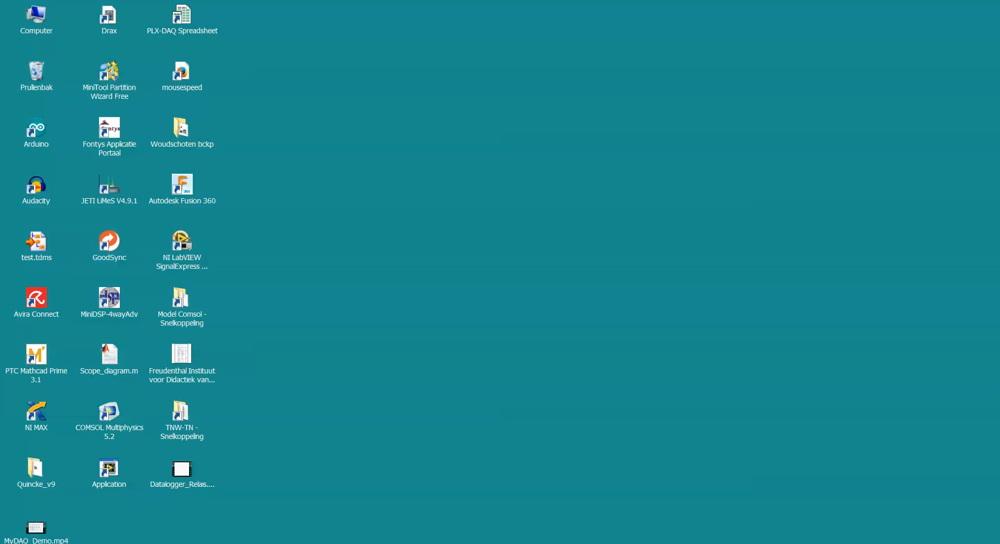 Computer
Drax
PLX-DAQ Spreadsheet
Prullenbak
MiniTool Partition
Wizard Free
mousespeed
Arduino
Fontys Applicatie
Portaal
Woudschoten bckp
Audacity
JETI LiMeS V4.9.1
Autodesk Fusion 360
test.tdms
GoodSync
NI LabVIEW
SignalExpress ...
Avira Connect
MiniDSP-4wayAdv
Model Comsol -
Snelkoppeling
PTC Mathcad Prime
3.1
Scope_diagram.m
Freudenthal Instituut
voor Didactiek van...
NI MAX
COMSOL Multiphysics
5.2
TNW-TN -
Snelkoppeling
Quincke_v9
Application
Datalogger_Relais....
MyDAQ_Demo.mp4